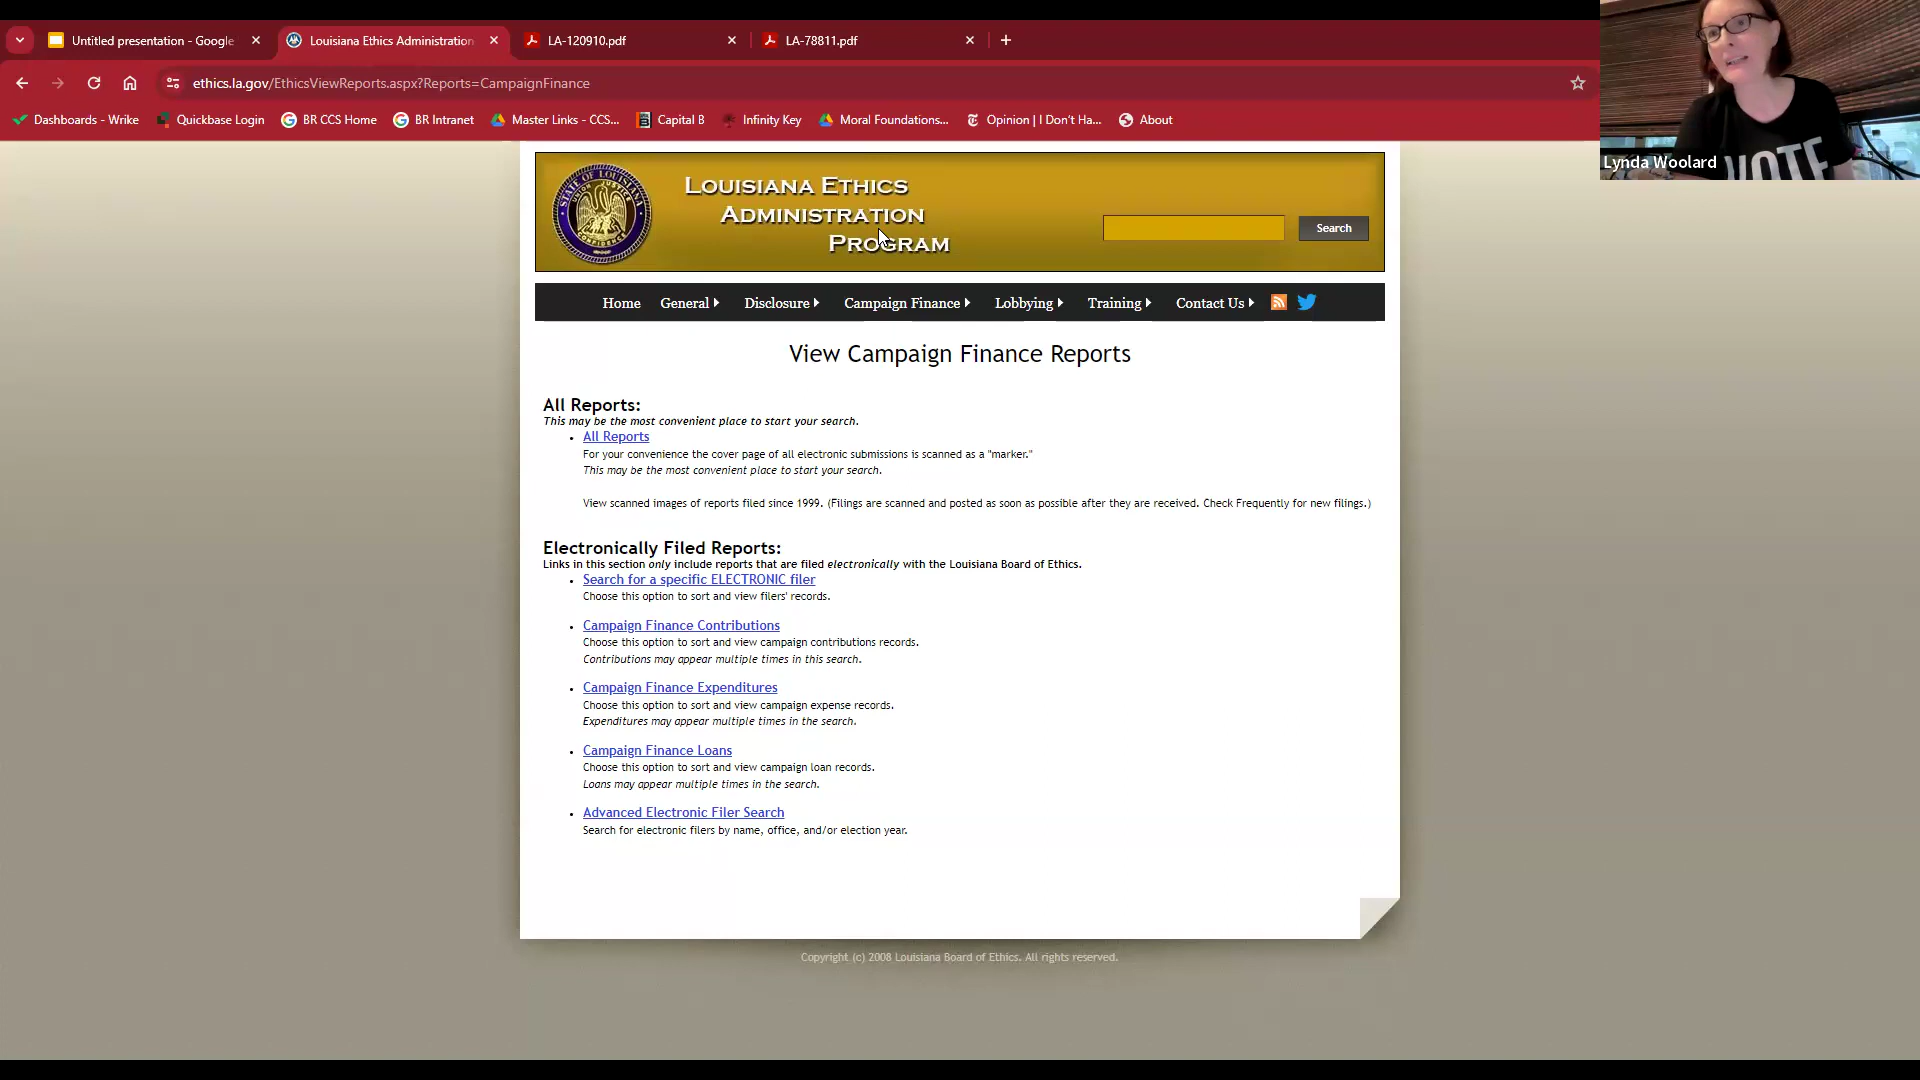 Untitled presentation - Google
Louisiana Ethics Administration
LA-120910.pdf
LA-78811.pdf
ethics.la.gov/EthicsViewReports.aspx?Reports=CampaignFinance
Dashboards - Wrike
Quickbase Login
BR CCS Home
BR Intranet
Master Links - CCS...
Capital B
Infinity Key
Moral Foundations...
Opinion | I Don't Ha...
About
VOTE
Lynda Woolard
STATE OF LOUISIANA
UNION JUSTICE
CONFIDENCE
Louisiana Ethics
Administration
Program
Search
Home
General
Disclosure
Campaign Finance
Lobbying
Training
Contact Us
View Campaign Finance Reports
All Reports:
This may be the most convenient place to start your search.
• All Reports
For your convenience the cover page of all electronic submissions is scanned as a "marker."
This may be the most convenient place to start your search.
View scanned images of reports filed since 1999. (Filings are scanned and posted as soon as possible after they are received. Check Frequently for new filings.)
Electronically Filed Reports:
Links in this section only include reports that are filed electronically with the Louisiana Board of Ethics.
• Search for a specific ELECTRONIC filer
Choose this option to sort and view filers' records.
• Campaign Finance Contributions
Choose this option to sort and view campaign contributions records.
Contributions may appear multiple times in this search.
• Campaign Finance Expenditures
Choose this option to sort and view campaign expense records.
Expenditures may appear multiple times in the search.
• Campaign Finance Loans
Choose this option to sort and view campaign loan records.
Loans may appear multiple times in the search.
• Advanced Electronic Filer Search
Search for electronic filers by name, office, and/or election year.
Copyright (c) 2008 Louisiana Board of Ethics. All rights reserved.